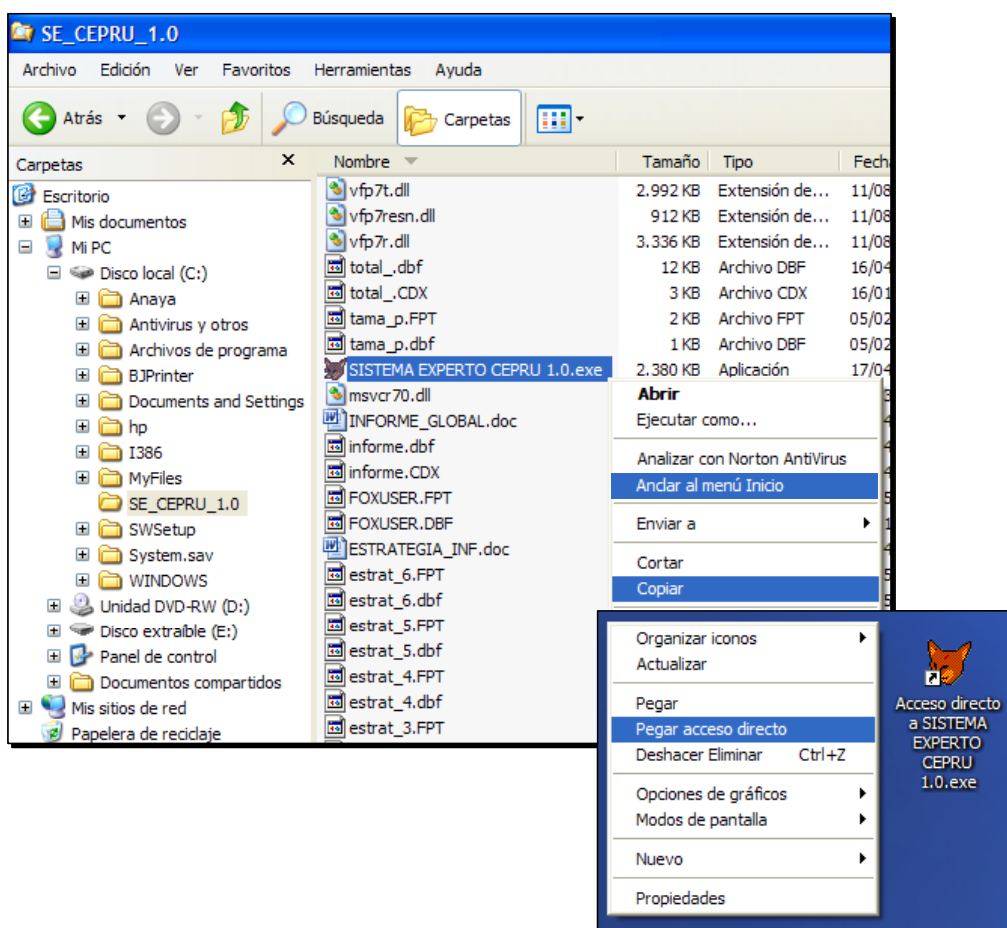 SE_CEPRU_1.0
Archivo Edición Ver Favoritos Herramientas Ayuda
Atrás Búsqueda Carpetas
Carpetas X
Escritorio
Mis documentos
Mi PC
Disco local (C:)
Anaya
Antivirus y otros
Archivos de programa
BJPrinter
Documents and Settings
hp
I386
MyFiles
SE_CEPRU_1.0
SWSetup
System.sav
WINDOWS
Unidad DVD-RW (D:)
Disco extraíble (E:)
Panel de control
Documentos compartidos
Mis sitios de red
Papelera de reciclaje
Nombre Tamaño Tipo Fech
vfp7t.dll 2.992 KB Extensión de... 11/08
vfp7resn.dll 912 KB Extensión de... 11/08
vfp7r.dll 3.336 KB Extensión de... 11/08
total_.dbf 12 KB Archivo DBF 16/04
total_.CDX 3 KB Archivo CDX 16/01
tama_p.FPT 2 KB Archivo FPT 05/02
tama_p.dbf 1 KB Archivo DBF 05/02
SISTEMA EXPERTO CEPRU 1.0.exe 2.380 KB Aplicación 17/04
msvcr70.dll
INFORME_GLOBAL.doc
informe.dbf
informe.CDX
FOXUSER.FPT
FOXUSER.DBF
ESTRATEGIA_INF.doc
estrat_6.FPT
estrat_6.dbf
estrat_5.FPT
estrat_5.dbf
estrat_4.FPT
estrat_4.dbf
estrat_3.FPT
Abrir
Ejecutar como...
Analizar con Norton AntiVirus
Anclar al menú Inicio
Enviar a
Cortar
Copiar
Organizar iconos
Actualizar
Pegar
Pegar acceso directo
Deshacer Eliminar Ctrl+Z
Opciones de gráficos
Modos de pantalla
Nuevo
Propiedades
Acceso directo
a SISTEMA
EXPERTO
CEPRU
1.0.exe